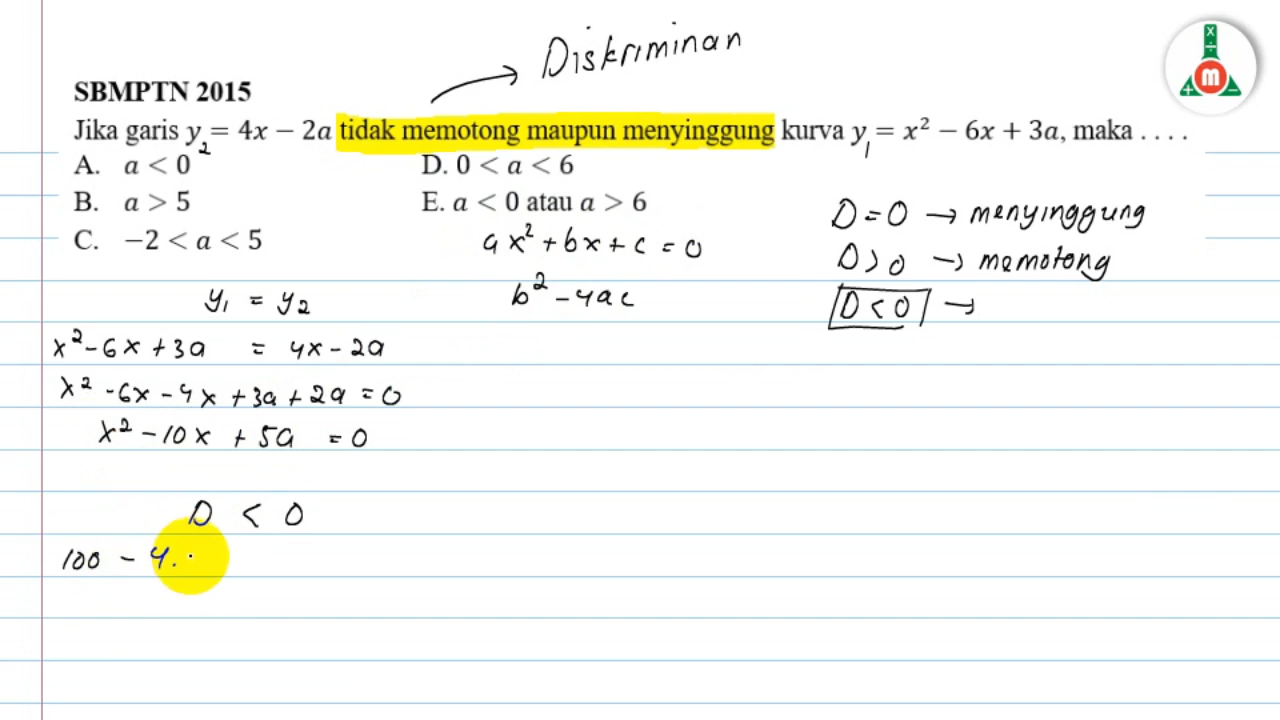 Diskriminan
SBMPTN 2015
Jika garis y₂ = 4x − 2a tidak memotong maupun menyinggung kurva y₁ = x² − 6x + 3a, maka . . . .
A. a < 0
D. 0 < a < 6
B. a > 5
E. a < 0 atau a > 6
C. −2 < a < 5
ax² + bx + c = 0
b² − 4ac
D = 0 → menyinggung
D > 0 → memotong
D < 0 →
y₁ = y₂
x² − 6x + 3a = 4x − 2a
x² − 6x − 4x + 3a + 2a = 0
x² − 10x + 5a = 0
D < 0
100 − 4.
x ÷ + m